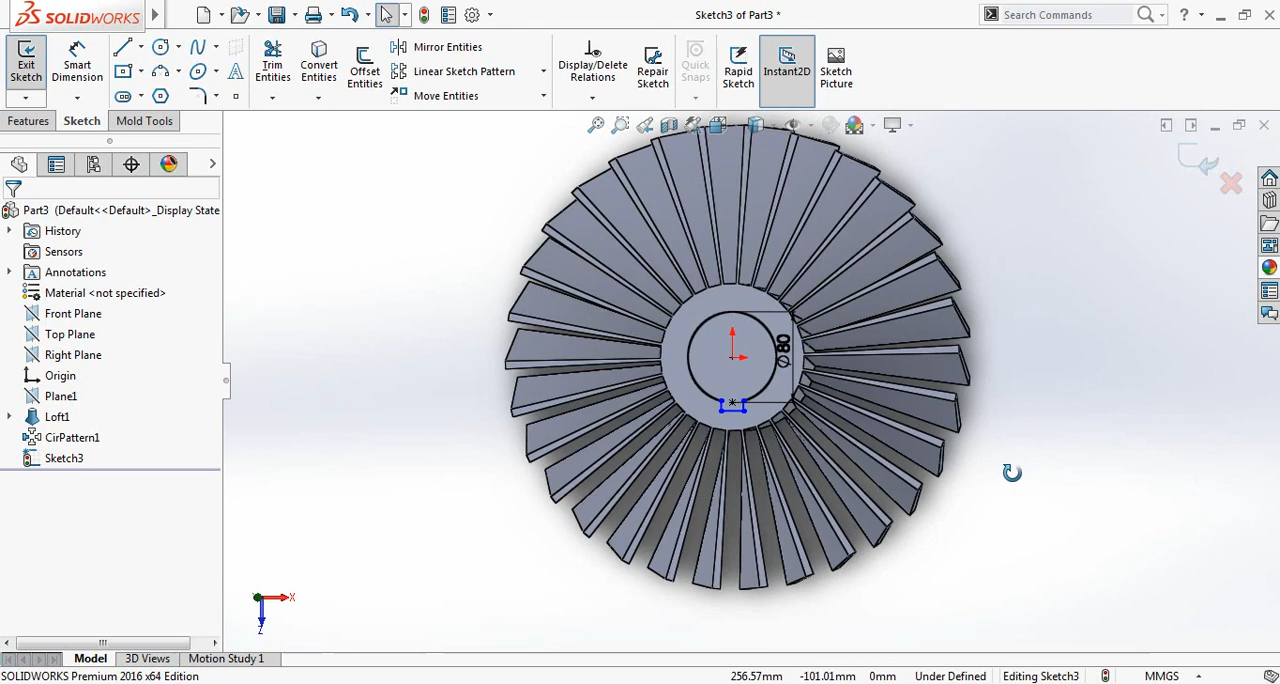 SOLIDWORKS
Sketch3 of Part3 *
Search Commands
?
Exit Sketch
Smart Dimension
Trim Entities
Convert Entities
Offset Entities
Mirror Entities
Linear Sketch Pattern
Move Entities
Display/Delete Relations
Repair Sketch
Quick Snaps
Rapid Sketch
Instant2D
Sketch Picture
Features
Sketch
Mold Tools
Part3 (Default<<Default>_Display State
History
Sensors
Annotations
Material <not specified>
Front Plane
Top Plane
Right Plane
Origin
Plane1
Loft1
CirPattern1
Sketch3
⌀80
X
Z
Model
3D Views
Motion Study 1
SOLIDWORKS Premium 2016 x64 Edition
256.57mm
-101.01mm
0mm
Under Defined
Editing Sketch3
MMGS